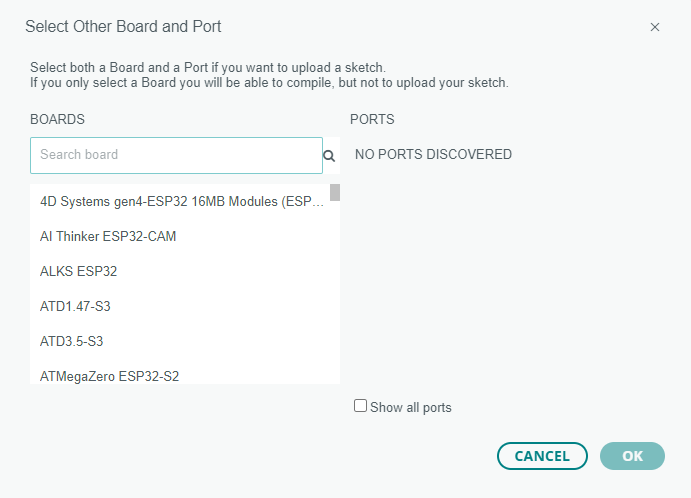 Select Other Board and Port
Select both a Board and a Port if you want to upload a sketch.
If you only select a Board you will be able to compile, but not to upload your sketch.
BOARDS
PORTS
Search board
NO PORTS DISCOVERED
4D Systems gen4-ESP32 16MB Modules (ESP...
AI Thinker ESP32-CAM
ALKS ESP32
ATD1.47-S3
ATD3.5-S3
ATMegaZero ESP32-S2
Show all ports
CANCEL
OK